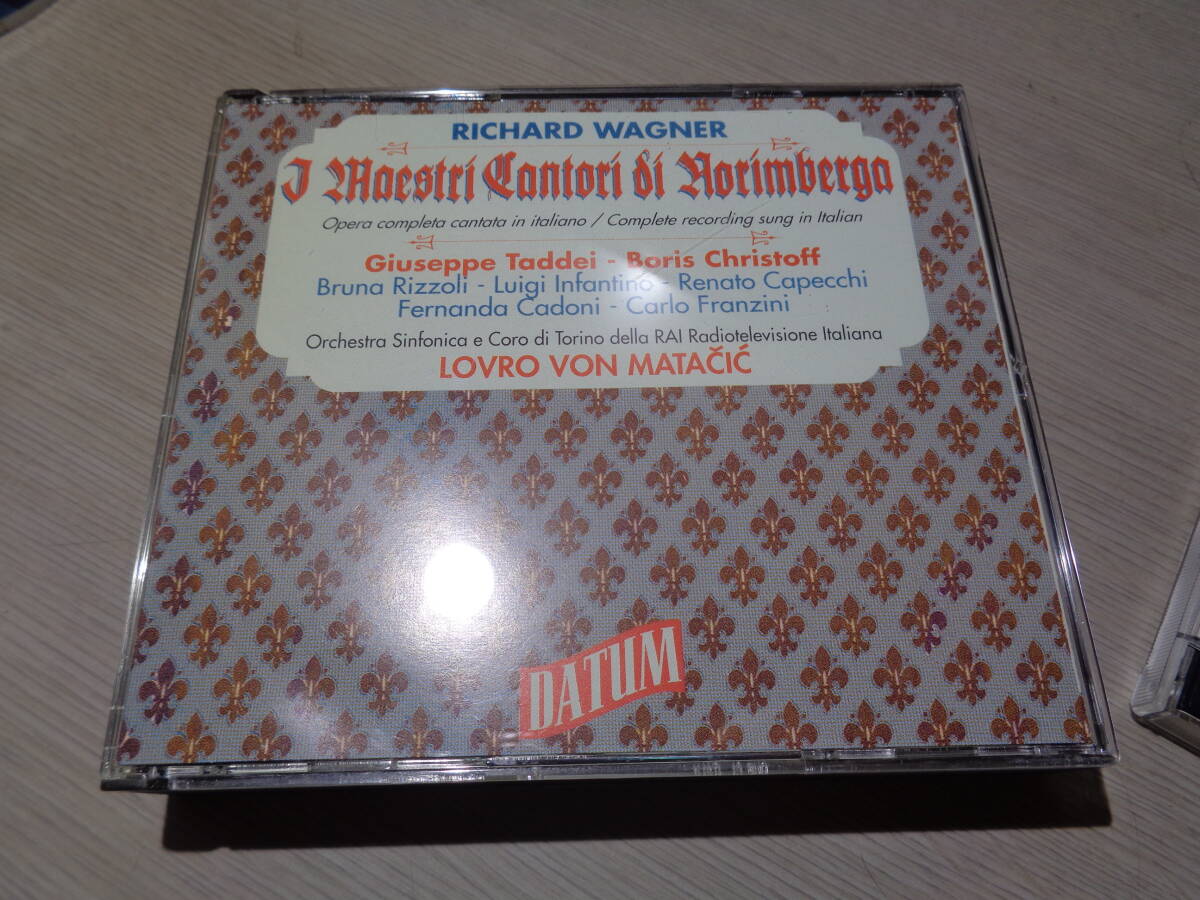 RICHARD WAGNER
I Maestri Cantori di Norimberga
Opera completa cantata in italiano / Complete recording sung in Italian
Giuseppe Taddei - Boris Christoff
Bruna Rizzoli - Luigi Infantino - Renato Capecchi
Fernanda Cadoni - Carlo Franzini
Orchestra Sinfonica e Coro di Torino della RAI Radiotelevisione Italiana
LOVRO VON MATAČIĆ
DATUM